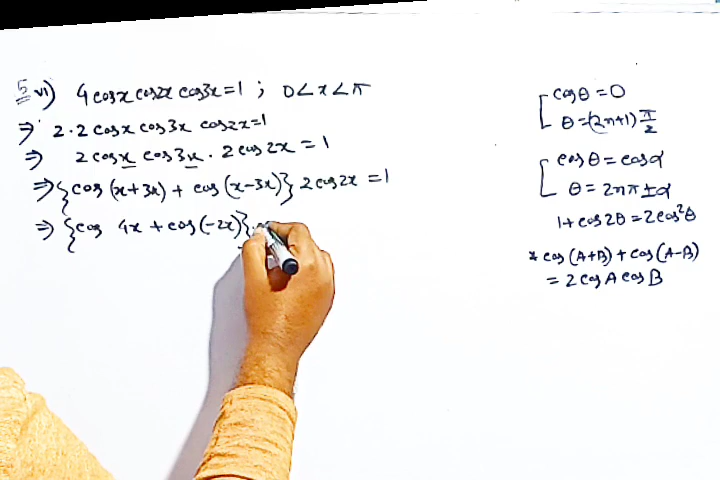 5 vi) 4 cosx cos2x cos3x = 1 ; 0 < x < π
⇒ 2·2 cosx cos3x cos2x = 1
⇒ 2 cosx cos3x · 2 cos2x = 1
⇒ {cos (x+3x) + cos (x-3x)} 2 cos2x = 1
⇒ {cos 4x + cos (-2x)}
cosθ = 0
θ = (2n+1) π/2
cosθ = cosα
θ = 2nπ ± α
1 + cos2θ = 2cos²θ
* cos (A+B) + cos (A-B)
= 2 cos A cos B